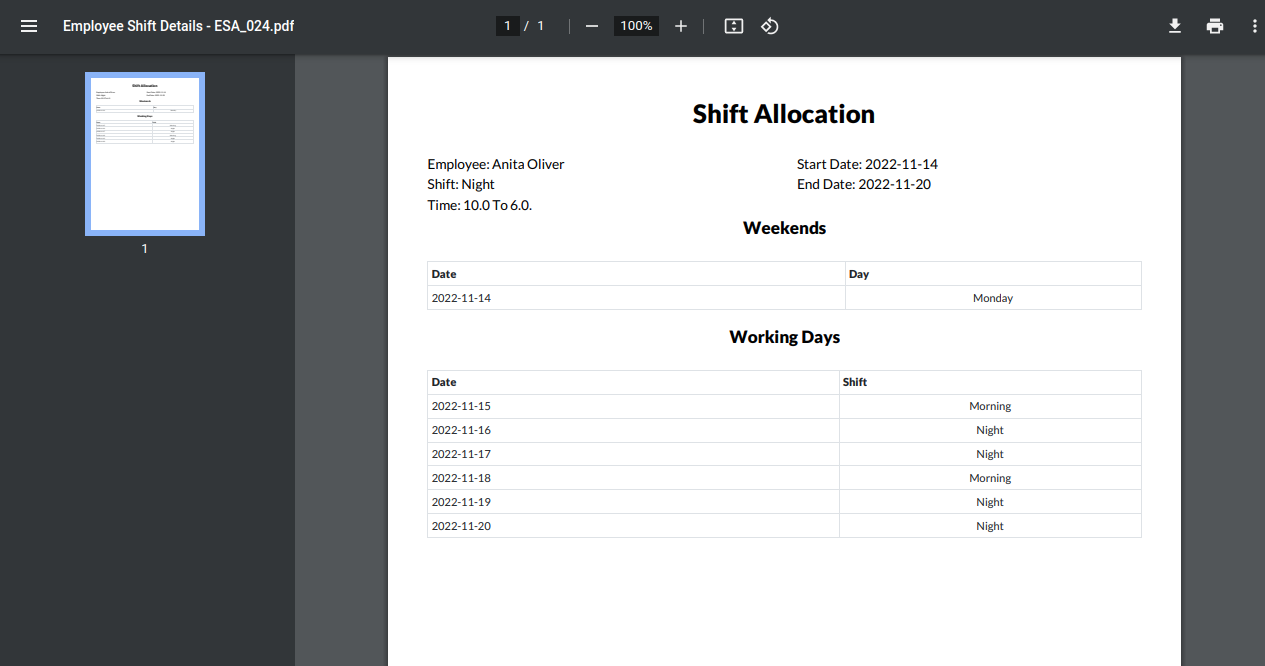 Employee Shift Details - ESA_024.pdf
1 / 1
100%
1
Shift Allocation
Employee: Anita Oliver
Start Date: 2022-11-14
Shift: Night
End Date: 2022-11-20
Time: 10.0 To 6.0.
Weekends
Date Day
2022-11-14 Monday
Working Days
Date Shift
2022-11-15 Morning
2022-11-16 Night
2022-11-17 Night
2022-11-18 Morning
2022-11-19 Night
2022-11-20 Night